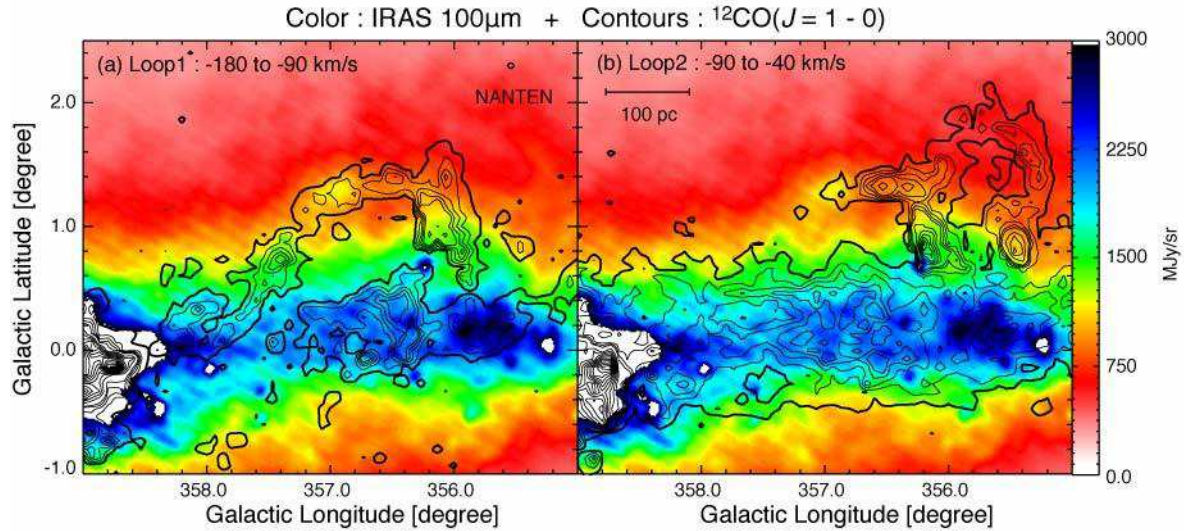 Color : IRAS 100μm + Contours : ¹²CO(J = 1 - 0)
(a) Loop1 : -180 to -90 km/s
NANTEN
(b) Loop2 : -90 to -40 km/s
100 pc
2.0
1.0
0.0
-1.0
Galactic Latitude [degree]
358.0 357.0 356.0
Galactic Longitude [degree]
358.0 357.0 356.0
Galactic Longitude [degree]
3000
2250
1500
750
0.0
MJy/sr